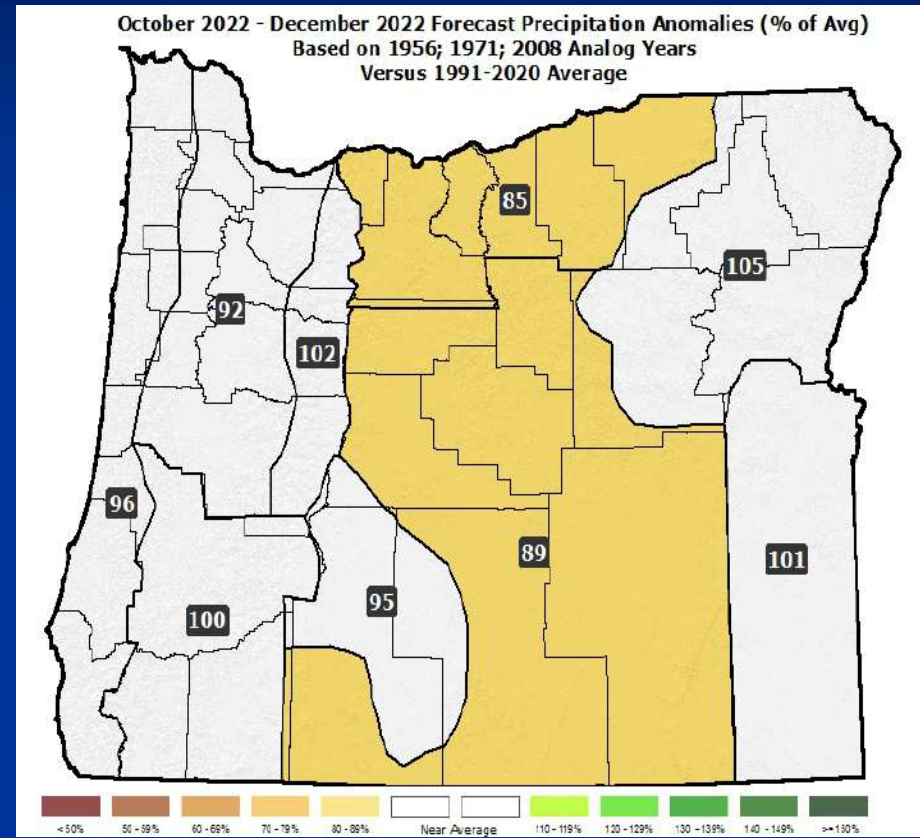 October 2022 - December 2022 Forecast Precipitation Anomalies (% of Avg)
Based on 1956; 1971; 2008 Analog Years
Versus 1991-2020 Average
85
105
92
102
96
89
101
95
100
<50%
50 - 59%
60 - 69%
70 - 79%
80 - 89%
Near Average
110 - 119%
120 - 129%
130 - 139%
140 - 149%
>=150%